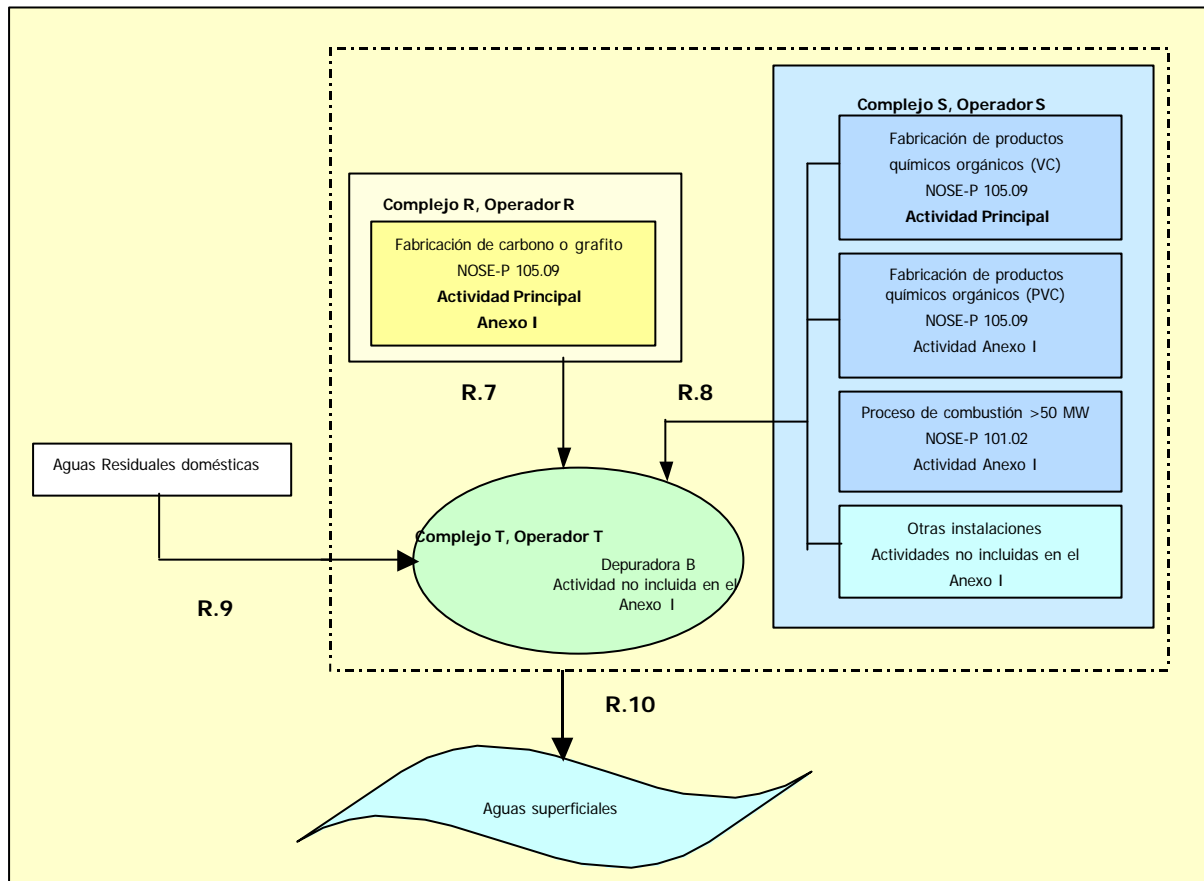 Complejo S, Operador S
Fabricación de productos
químicos orgánicos (VC)
NOSE-P 105.09
Actividad Principal
Complejo R, Operador R
Fabricación de carbono o grafito
NOSE-P 105.09
Actividad Principal
Anexo I
Fabricación de productos
químicos orgánicos (PVC)
NOSE-P 105.09
Actividad Anexo I
R.7
R.8
Proceso de combustión >50 MW
NOSE-P 101.02
Actividad Anexo I
Aguas Residuales domésticas
Otras instalaciones
Actividades no incluidas en el
Anexo I
Complejo T, Operador T
Depuradora B
Actividad no incluida en el
Anexo I
R.9
R.10
Aguas superficiales